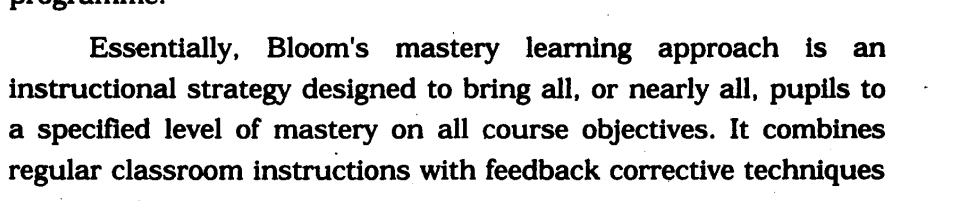 programme.
Essentially, Bloom's mastery learning approach is an
instructional strategy designed to bring all, or nearly all, pupils to
a specified level of mastery on all course objectives. It combines
regular classroom instructions with feedback corrective techniques